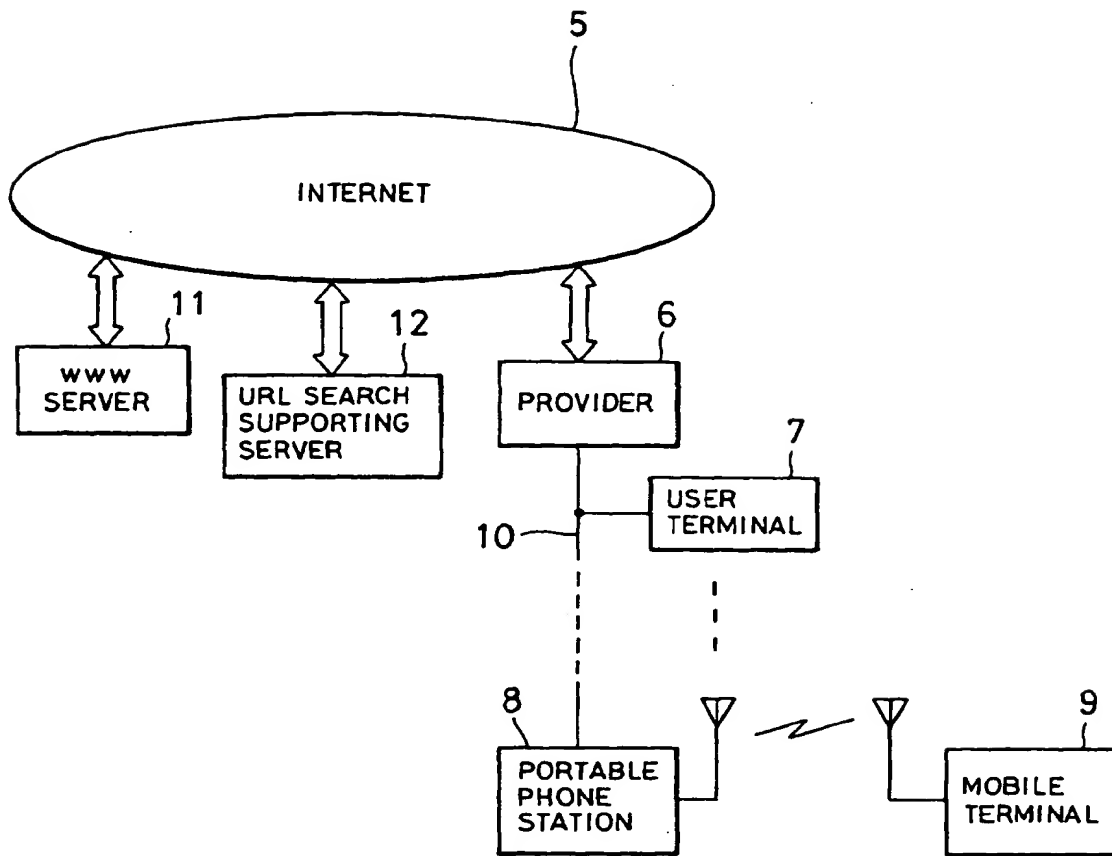 5
INTERNET
11
WWW
SERVER
12
URL SEARCH
SUPPORTING
SERVER
6
PROVIDER
7
USER
TERMINAL
10
8
PORTABLE
PHONE
STATION
9
MOBILE
TERMINAL